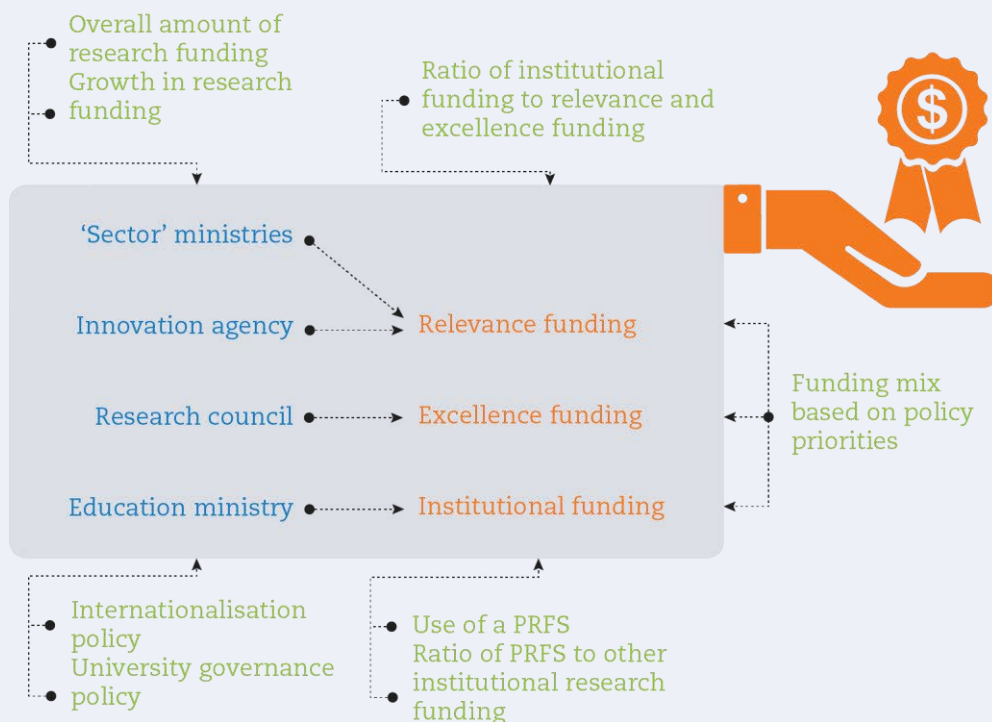 Overall amount of
research funding
Growth in research
funding
Ratio of institutional
funding to relevance and
excellence funding
$
‘Sector’ ministries
Innovation agency
Relevance funding
Research council
Excellence funding
Education ministry
Institutional funding
Funding mix
based on policy
priorities
Internationalisation
policy
University governance
policy
Use of a PRFS
Ratio of PRFS to other
institutional research
funding